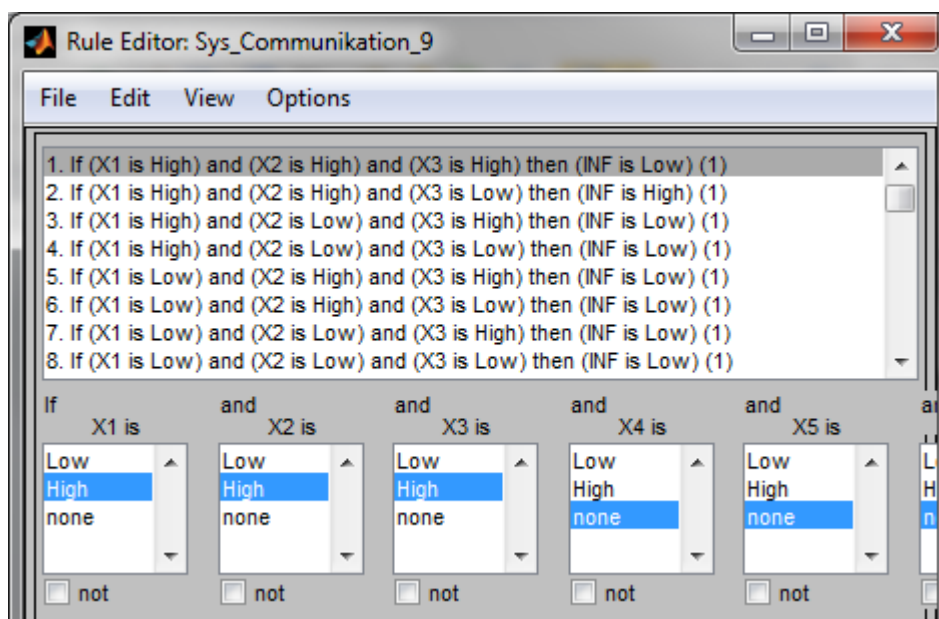 Rule Editor: Sys_Communikation_9
File Edit View Options
1. If (X1 is High) and (X2 is High) and (X3 is High) then (INF is Low) (1)
2. If (X1 is High) and (X2 is High) and (X3 is Low) then (INF is High) (1)
3. If (X1 is High) and (X2 is Low) and (X3 is High) then (INF is Low) (1)
4. If (X1 is High) and (X2 is Low) and (X3 is Low) then (INF is Low) (1)
5. If (X1 is Low) and (X2 is High) and (X3 is High) then (INF is Low) (1)
6. If (X1 is Low) and (X2 is High) and (X3 is Low) then (INF is Low) (1)
7. If (X1 is Low) and (X2 is Low) and (X3 is High) then (INF is Low) (1)
8. If (X1 is Low) and (X2 is Low) and (X3 is Low) then (INF is Low) (1)
If and and and and
X1 is X2 is X3 is X4 is X5 is
Low Low Low Low Low
High High High High High
none none none none none
not not not not not